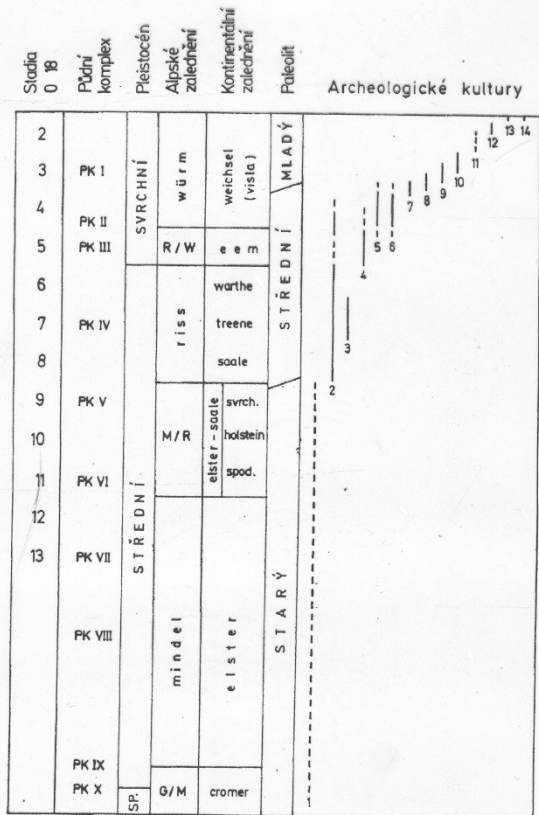 Stadia
0 18
Půdní
komplex
Pleistocén
Alpské
zalednění
Kontinentální
zalednění
Paleolit
Archeologické kultury
2
3
4
5
6
7
8
9
10
11
12
13
PK I
PK II
PK III
PK IV
PK V
PK VI
PK VII
PK VIII
PK IX
PK X
SVRCHNÍ
STŘEDNÍ
SP.
würm
R/W
riss
M/R
mindel
G/M
weichsel
(visla)
eem
warthe
treene
saale
elster-saale
svrch.
holstein
spod.
elster
cromer
MLADÝ
STŘEDNÍ
STARÝ
1
2
3
4
5
6
7
8
9
10
11
12
13
14